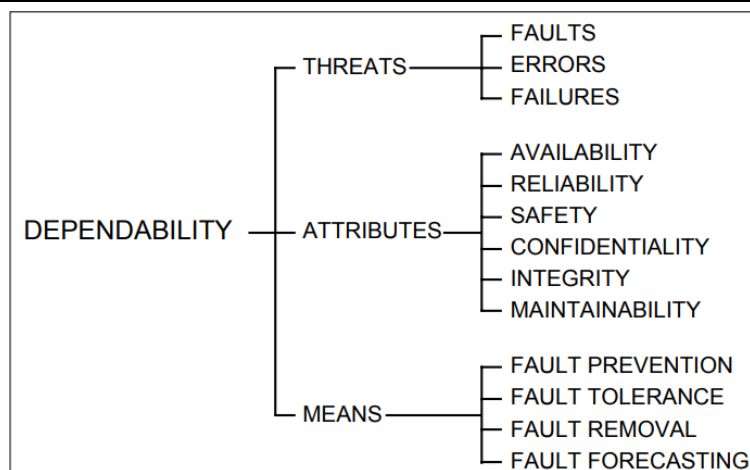 DEPENDABILITY
THREATS
FAULTS
ERRORS
FAILURES
ATTRIBUTES
AVAILABILITY
RELIABILITY
SAFETY
CONFIDENTIALITY
INTEGRITY
MAINTAINABILITY
MEANS
FAULT PREVENTION
FAULT TOLERANCE
FAULT REMOVAL
FAULT FORECASTING